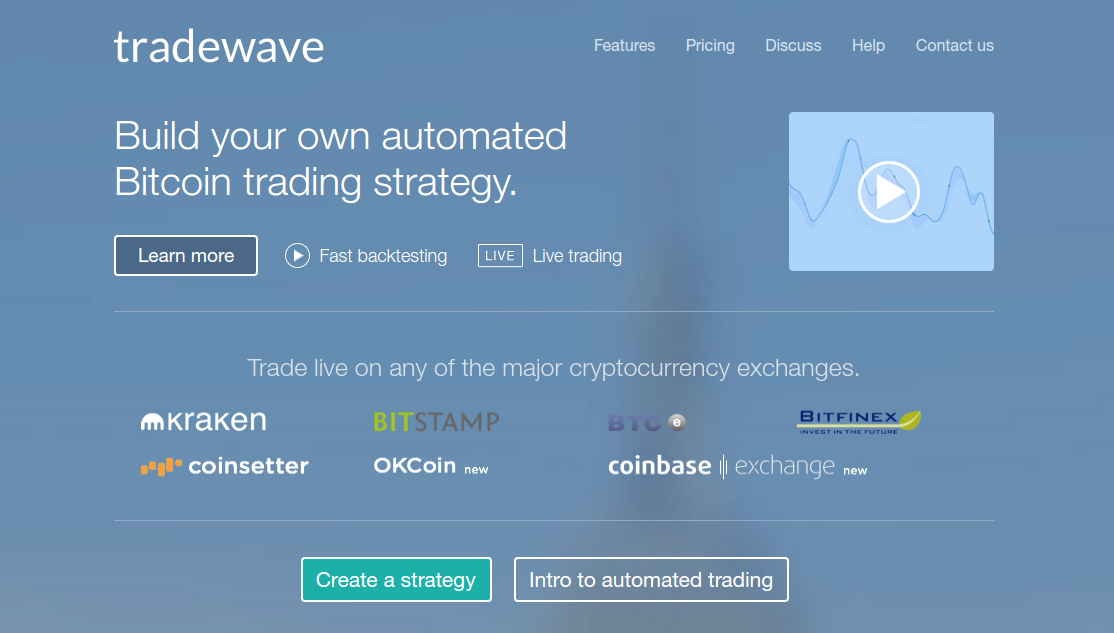 tradewave
Features Pricing Discuss Help Contact us
Build your own automated
Bitcoin trading strategy.
Learn more Fast backtesting LIVE Live trading
Trade live on any of the major cryptocurrency exchanges.
kraken BITSTAMP BTC e BITFINEX
INVEST IN THE FUTURE
coinsetter OKCoin new coinbase exchange new
Create a strategy Intro to automated trading